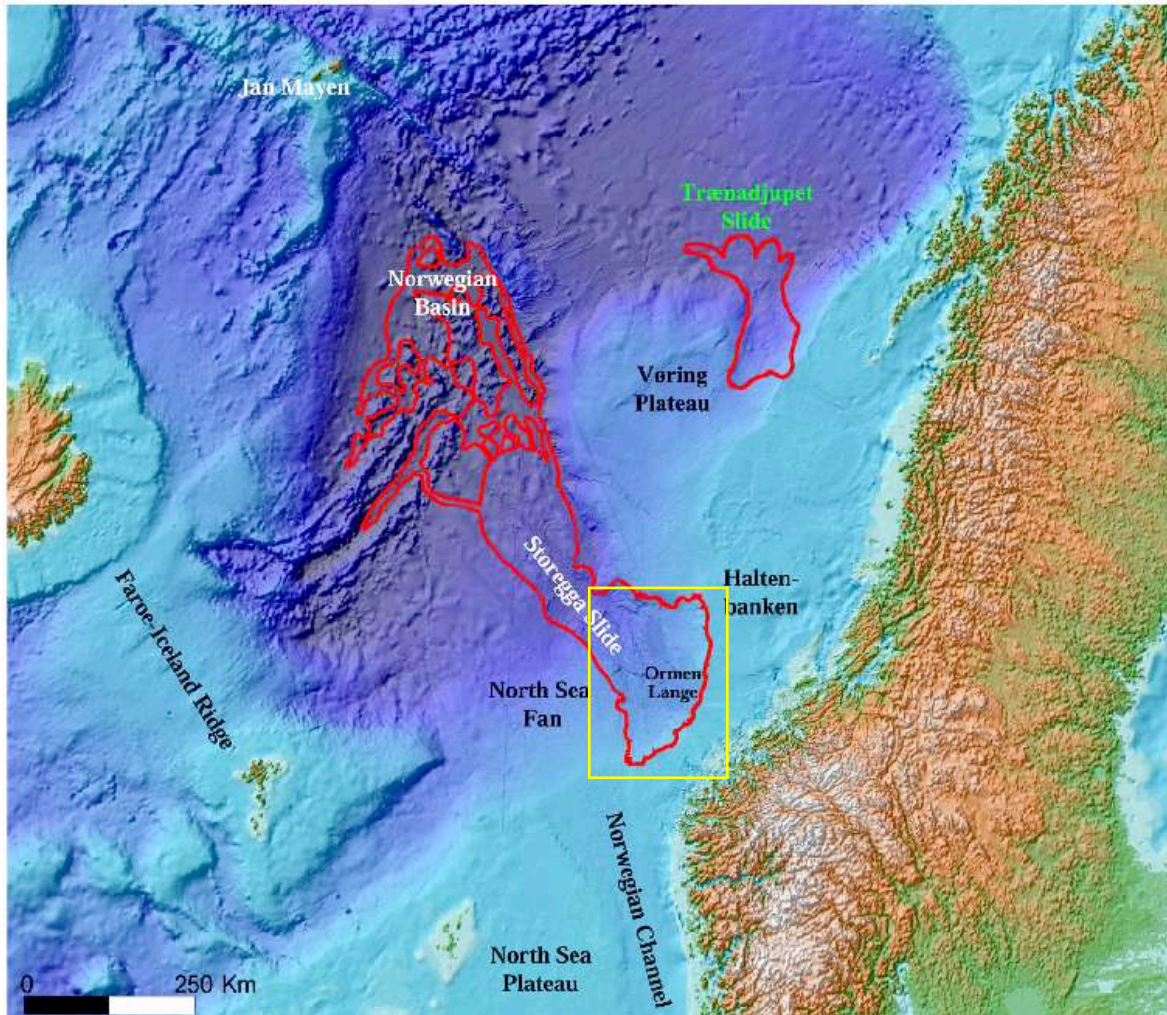 Jan Mayen
Trænadjupet
Slide
Norwegian
Basin
Vøring
Plateau
Storegga Slide
Halten-
banken
Faroe-Iceland Ridge
Ormen
Lange
North Sea
Fan
Norwegian Channel
North Sea
Plateau
0 250 Km